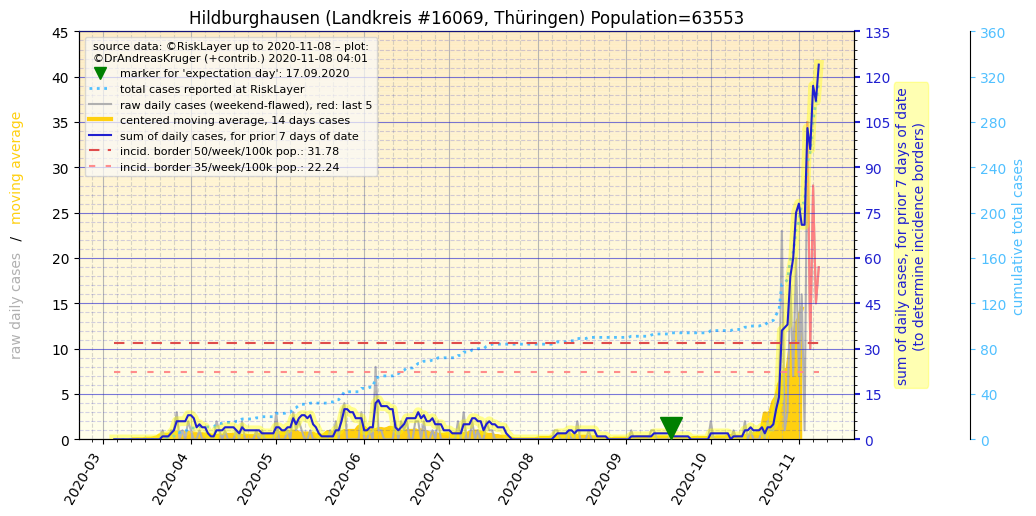 Hildburghausen (Landkreis #16069, Thüringen) Population=63553
source data: ©RiskLayer up to 2020-11-08 – plot:
©DrAndreasKruger (+contrib.) 2020-11-08 04:01
marker for 'expectation day': 17.09.2020
total cases reported at RiskLayer
raw daily cases (weekend-flawed), red: last 5
centered moving average, 14 days cases
sum of daily cases, for prior 7 days of date
incid. border 50/week/100k pop.: 31.78
incid. border 35/week/100k pop.: 22.24
raw daily cases / moving average
45
40
35
30
25
20
15
10
5
0
2020-03
2020-04
2020-05
2020-06
2020-07
2020-08
2020-09
2020-10
2020-11
135
120
105
90
75
60
45
30
15
0
sum of daily cases, for prior 7 days of date
(to determine incidence borders)
360
320
280
240
200
160
120
80
40
0
cumulative total cases